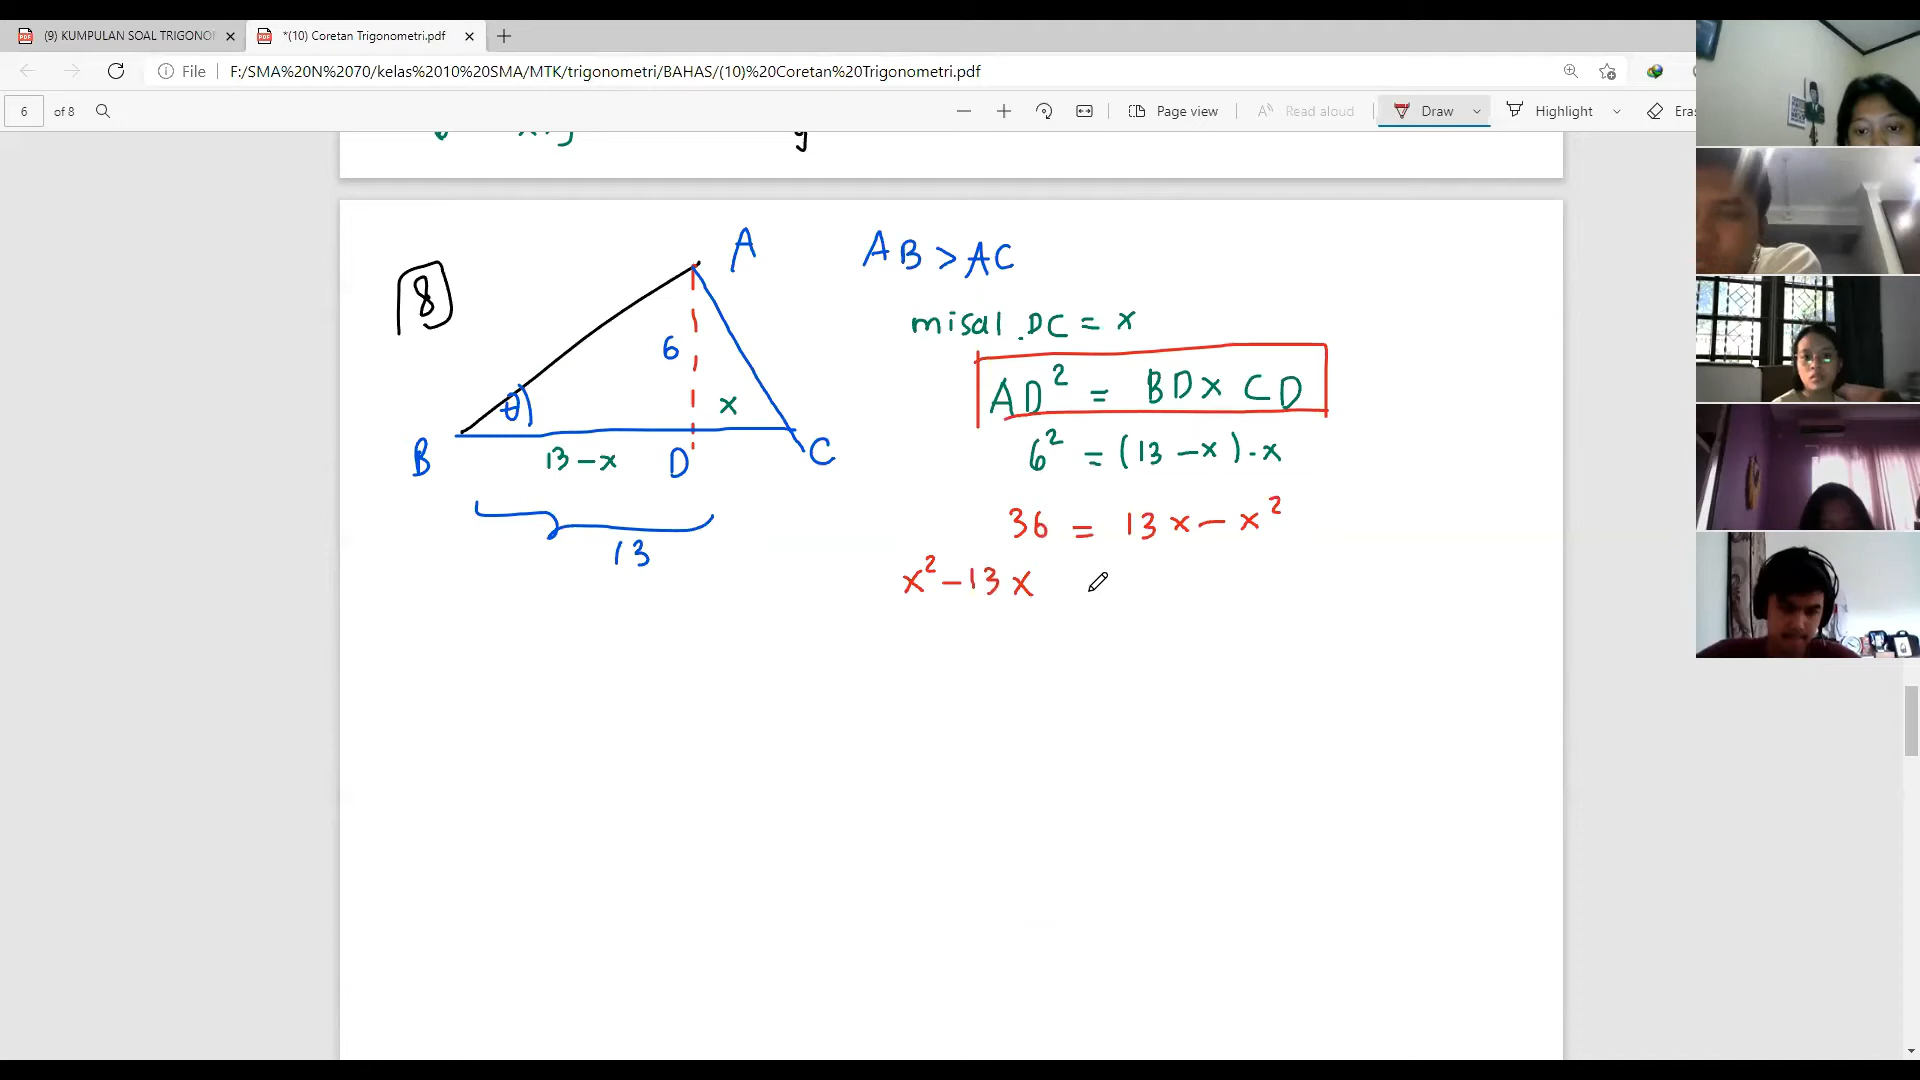 (9) KUMPULAN SOAL TRIGONO
*(10) Coretan Trigonometri.pdf
File F:/SMA%20N%2070/kelas%2010%20SMA/MTK/trigonometri/BAHAS/(10)%20Coretan%20Trigonometri.pdf
6 of 8 Page view Read aloud Draw Highlight Eras
y
8
A
AB > AC
misal DC = x
6
AD² = BD x CD
θ
x
B
13 - x
D
C
6² = (13 - x) . x
13
36 = 13x - x²
x² - 13x